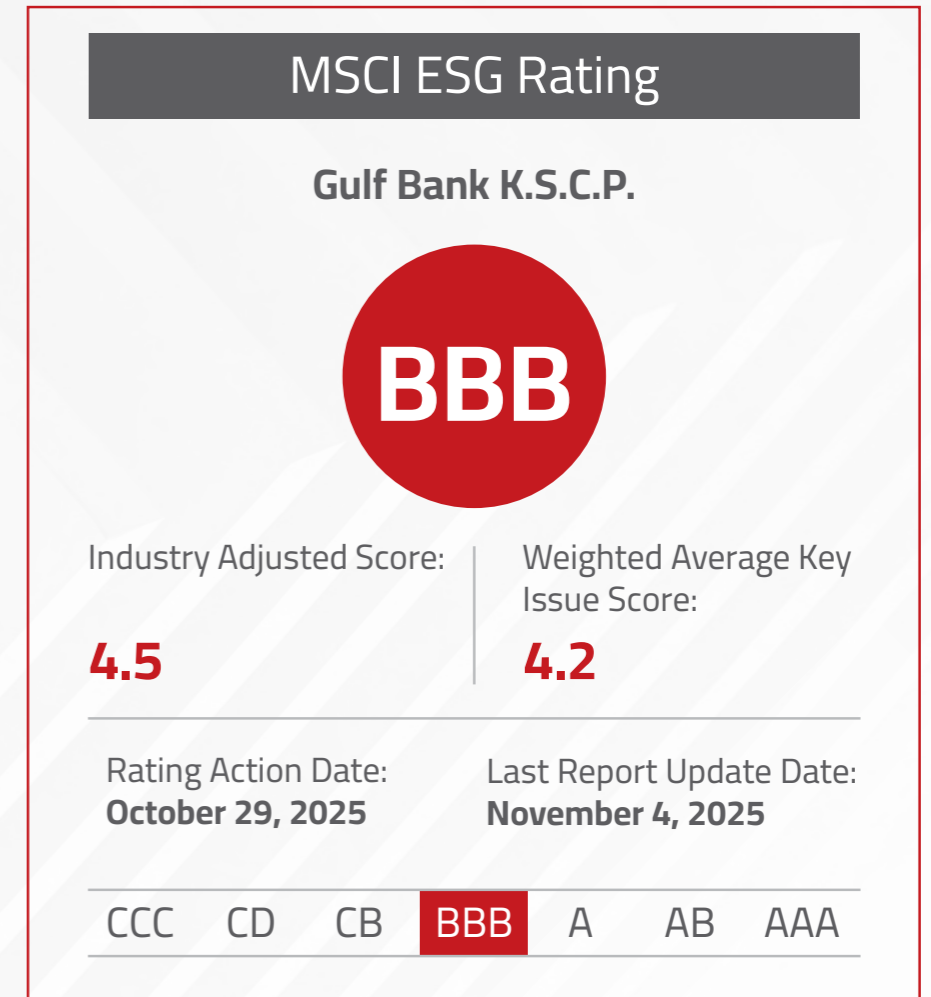 MSCI ESG Rating
Gulf Bank K.S.C.P.
BBB
Industry Adjusted Score:
4.5
Weighted Average Key
Issue Score:
4.2
Rating Action Date:
October 29, 2025
Last Report Update Date:
November 4, 2025
CCC CD CB BBB A AB AAA